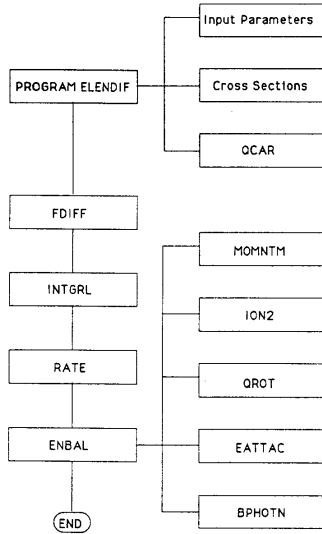 Input Parameters
PROGRAM ELENDIF
Cross Sections
QCAR
FDIFF
MOMNTM
INTGRL
ION2
RATE
QROT
ENBAL
EATTAC
BPHOTN
END